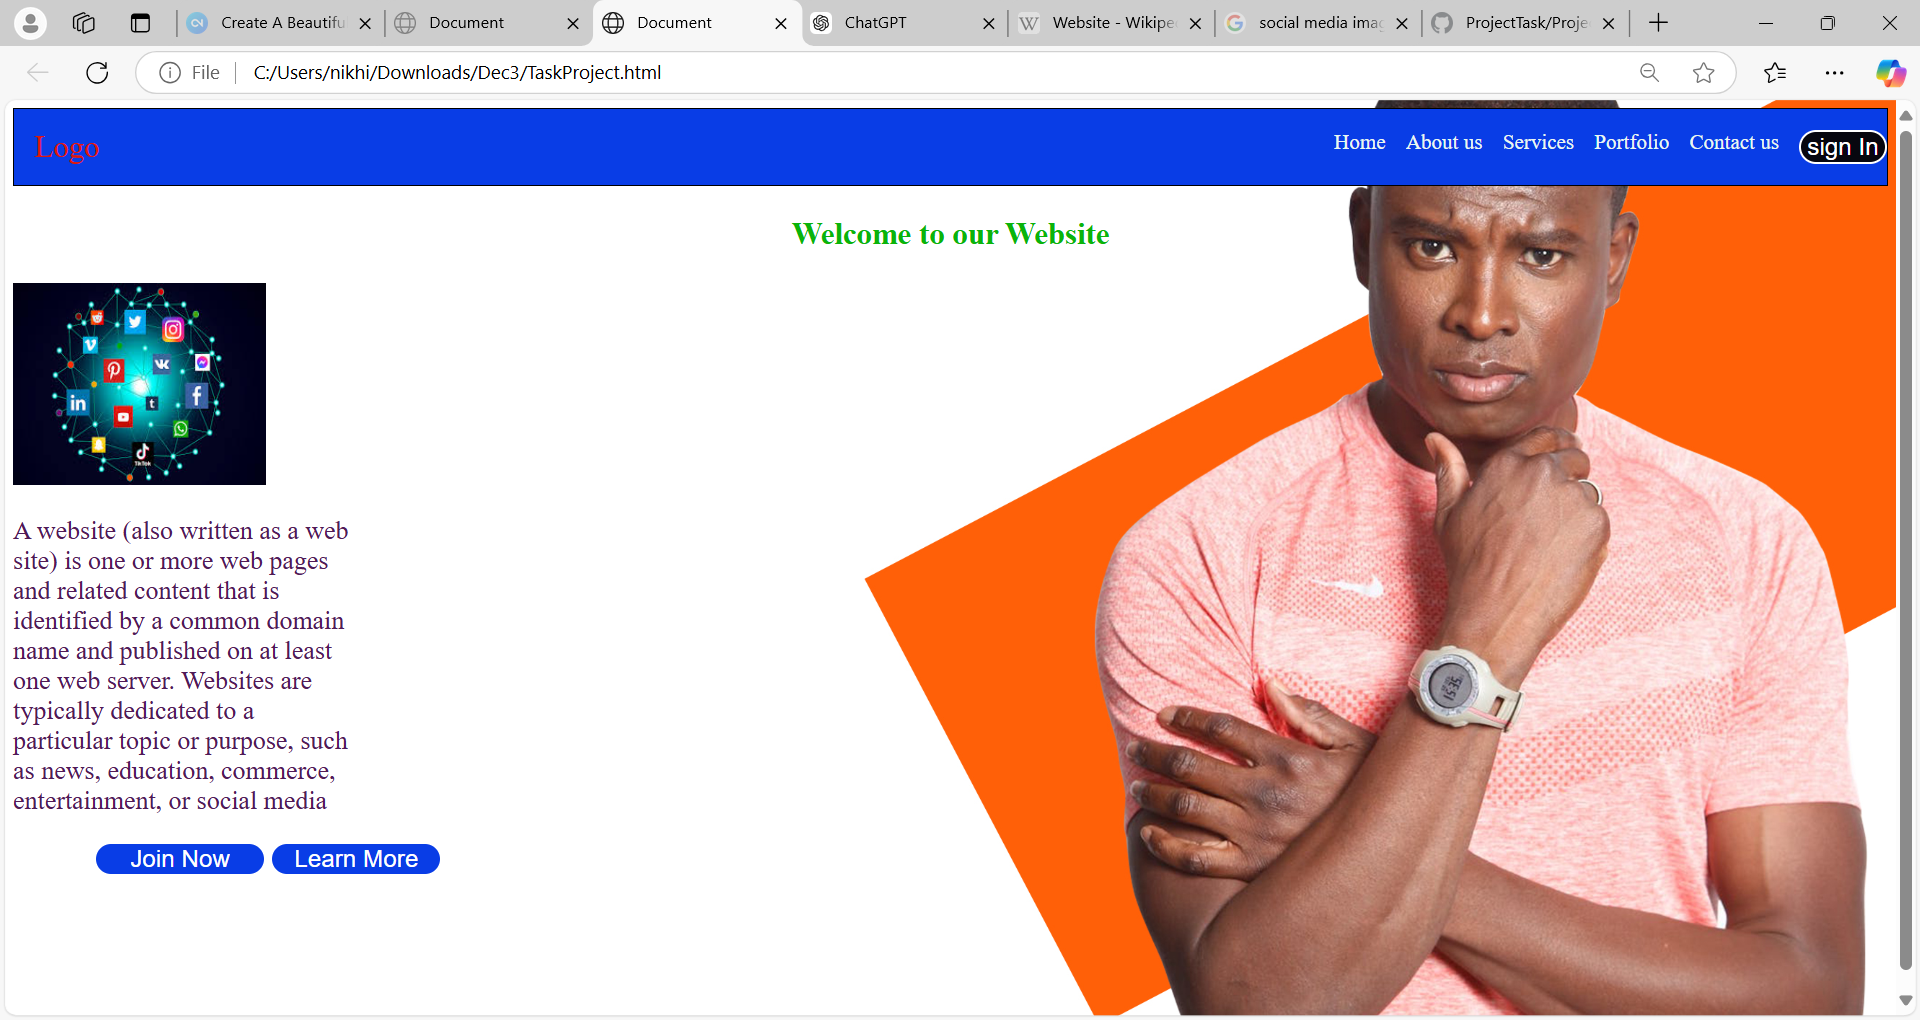 Create A Beautifu
Document
Document
ChatGPT
Website - Wikipe
social media ima
ProjectTask/Proje
File
C:/Users/nikhi/Downloads/Dec3/TaskProject.html
Logo
Home About us Services Portfolio Contact us sign In
Welcome to our Website
A website (also written as a web
site) is one or more web pages
and related content that is
identified by a common domain
name and published on at least
one web server. Websites are
typically dedicated to a
particular topic or purpose, such
as news, education, commerce,
entertainment, or social media
Join Now Learn More